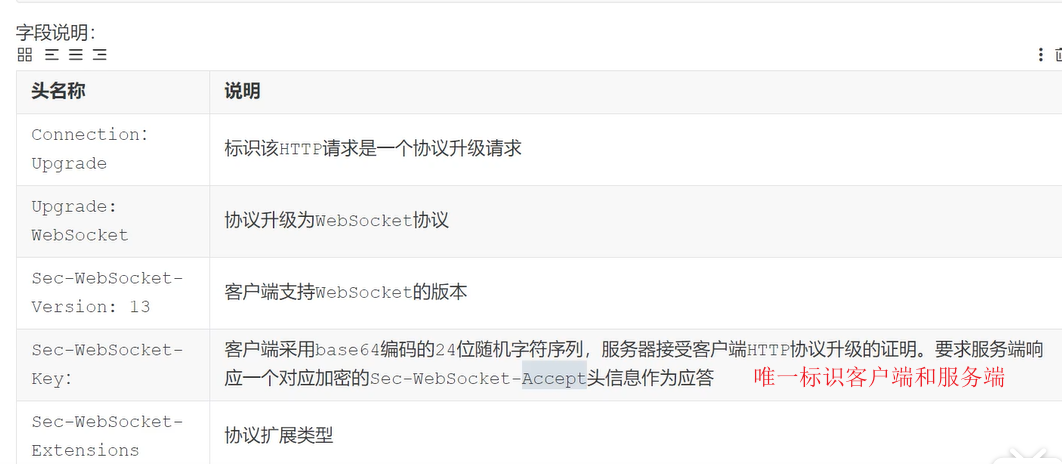 字段说明:
头名称 说明
Connection:
Upgrade
标识该HTTP请求是一个协议升级请求
Upgrade:
WebSocket
协议升级为WebSocket协议
Sec-WebSocket-
Version: 13
客户端支持WebSocket的版本
Sec-WebSocket-
Key:
客户端采用base64编码的24位随机字符序列，服务器接受客户端HTTP协议升级的证明。要求服务端响
应一个对应加密的Sec-WebSocket-Accept头信息作为应答 唯一标识客户端和服务端
Sec-WebSocket-
Extensions
协议扩展类型